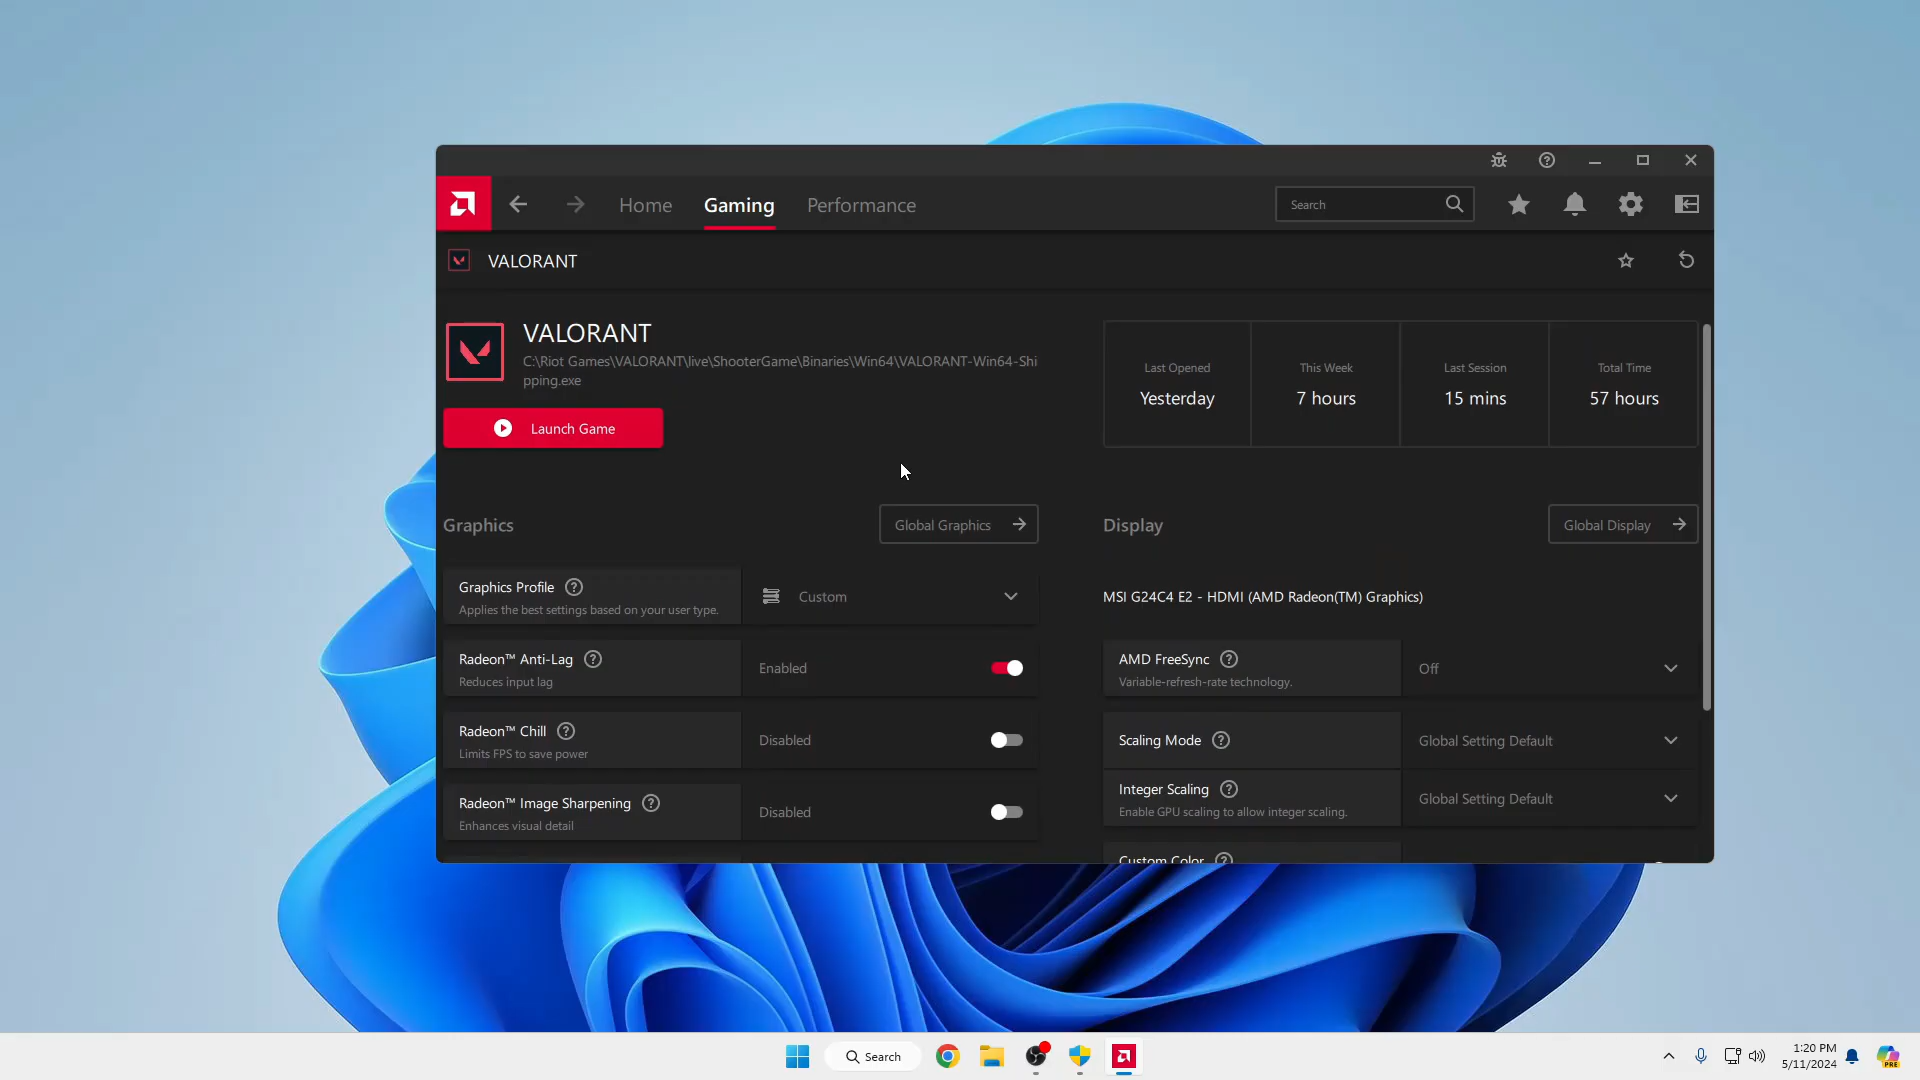 Home
Gaming
Performance
Search
VALORANT
VALORANT
C:\Riot Games\VALORANT\live\ShooterGame\Binaries\Win64\VALORANT-Win64-Shi
pping.exe
Launch Game
Last Opened
Yesterday
This Week
7 hours
Last Session
15 mins
Total Time
57 hours
Graphics
Global Graphics
Graphics Profile
Applies the best settings based on your user type.
Custom
Radeon™ Anti-Lag
Reduces input lag
Enabled
Radeon™ Chill
Limits FPS to save power
Disabled
Radeon™ Image Sharpening
Enhances visual detail
Disabled
Display
Global Display
MSI G24C4 E2 - HDMI (AMD Radeon(TM) Graphics)
AMD FreeSync
Variable-refresh-rate technology.
Off
Scaling Mode
Global Setting Default
Integer Scaling
Enable GPU scaling to allow integer scaling.
Global Setting Default
Custom Color
Search
1:20 PM
5/11/2024
PRE